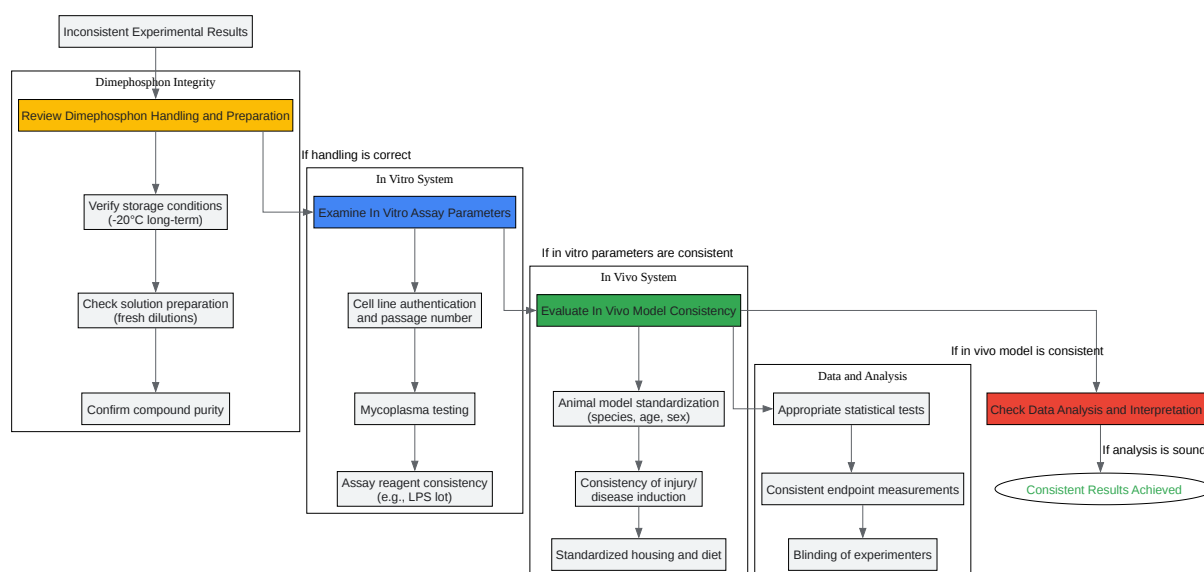 Inconsistent Experimental Results
Dimephosphon Integrity
Review Dimephosphon Handling and Preparation
Verify storage conditions
(-20°C long-term)
Check solution preparation
(fresh dilutions)
Confirm compound purity
If handling is correct
In Vitro System
Examine In Vitro Assay Parameters
Cell line authentication
and passage number
Mycoplasma testing
Assay reagent consistency
(e.g., LPS lot)
If in vitro parameters are consistent
In Vivo System
Evaluate In Vivo Model Consistency
Animal model standardization
(species, age, sex)
Consistency of injury/
disease induction
Standardized housing and diet
Data and Analysis
Appropriate statistical tests
Consistent endpoint measurements
Blinding of experimenters
If in vivo model is consistent
Check Data Analysis and Interpretation
If analysis is sound
Consistent Results Achieved